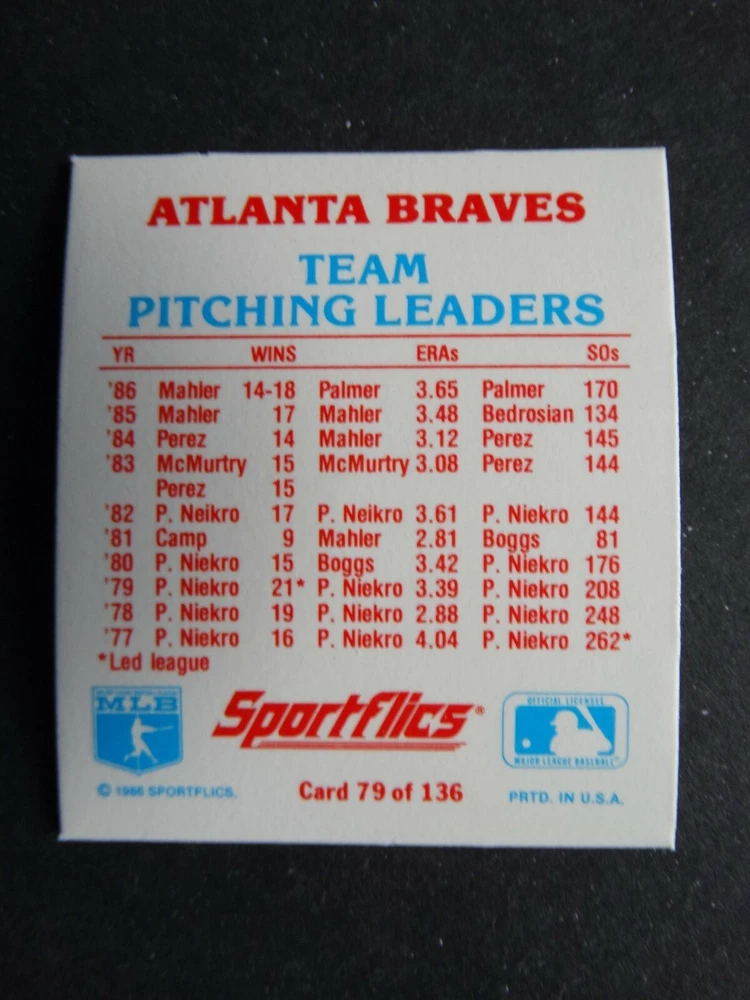 ATLANTA BRAVES
TEAM
PITCHING LEADERS
YR WINS ERAs SOs
'86 Mahler 14-18 Palmer 3.65 Palmer 170
'85 Mahler 17 Mahler 3.48 Bedrosian 134
'84 Perez 14 Mahler 3.12 Perez 145
'83 McMurtry 15 McMurtry 3.08 Perez 144
Perez 15
'82 P. Neikro 17 P. Neikro 3.61 P. Niekro 144
'81 Camp 9 Mahler 2.81 Boggs 81
'80 P. Niekro 15 Boggs 3.42 P. Niekro 176
'79 P. Niekro 21* P. Niekro 3.39 P. Niekro 208
'78 P. Niekro 19 P. Niekro 2.88 P. Niekro 248
'77 P. Niekro 16 P. Niekro 4.04 P. Niekro 262*
*Led league
MLB
Sportflics®
OFFICIAL LICENSEE
MAJOR LEAGUE BASEBALL
© 1986 SPORTFLICS.
Card 79 of 136
PRTD. IN U.S.A.